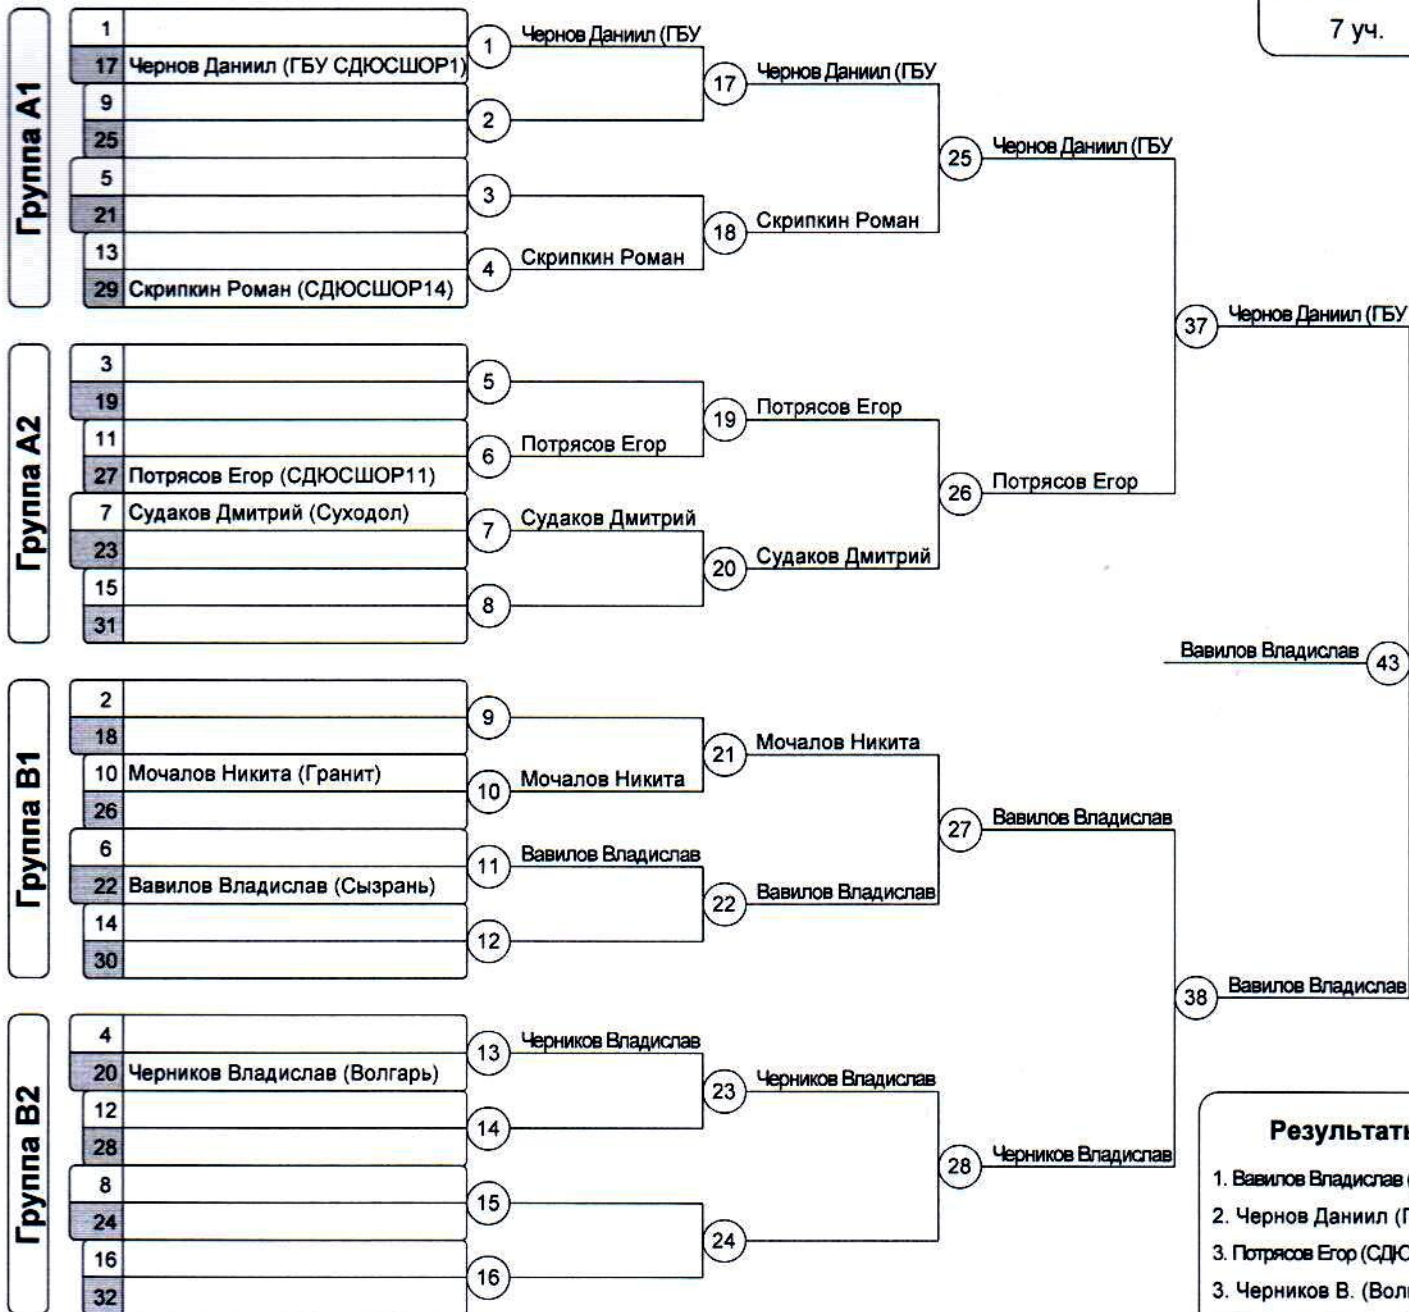 7 уч.
Группа A1
1
17 Чернов Даниил (ГБУ СДЮСШОР1)
9
25
5
21
13
29 Скрипкин Роман (СДЮСШОР14)
1 Чернов Даниил (ГБУ
2
3
4 Скрипкин Роман
17 Чернов Даниил (ГБУ
18 Скрипкин Роман
25 Чернов Даниил (ГБУ
Группа A2
3
19
11
27 Потрясов Егор (СДЮСШОР11)
7 Судаков Дмитрий (Суходол)
23
15
31
5
6 Потрясов Егор
7 Судаков Дмитрий
8
19 Потрясов Егор
20 Судаков Дмитрий
26 Потрясов Егор
37 Чернов Даниил (ГБУ
Вавилов Владислав 43
Группа B1
2
18
10 Мочалов Никита (Гранит)
26
6
22 Вавилов Владислав (Сызрань)
14
30
9
10 Мочалов Никита
11 Вавилов Владислав
12
21 Мочалов Никита
22 Вавилов Владислав
27 Вавилов Владислав
38 Вавилов Владислав
Группа B2
4
20 Черников Владислав (Волгарь)
12
28
8
24
16
32
13 Черников Владислав
14
15
16
23 Черников Владислав
24
28 Черников Владислав
Результаты
1. Вавилов Владислав (
2. Чернов Даниил (Г
3. Потрясов Егор (СДЮ
3. Черников В. (Вол